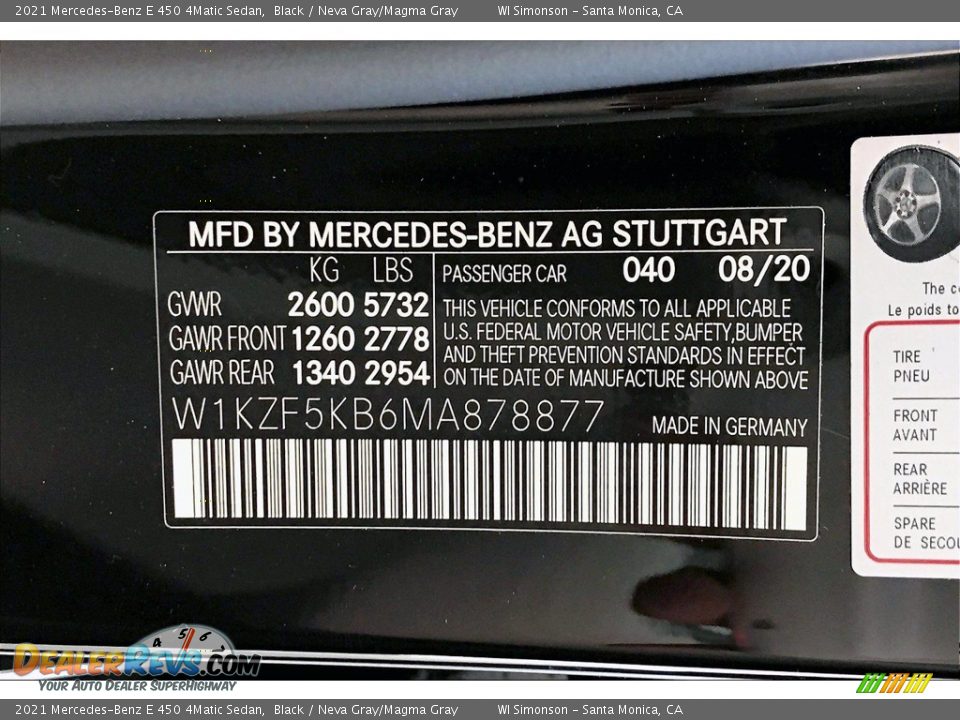 2021 Mercedes-Benz E 450 4Matic Sedan, Black / Neva Gray/Magma Gray WI Simonson - Santa Monica, CA
MFD BY MERCEDES-BENZ AG STUTTGART
KG LBS
GVWR 2600 5732
GAWR FRONT 1260 2778
GAWR REAR 1340 2954
PASSENGER CAR 040 08/20
THIS VEHICLE CONFORMS TO ALL APPLICABLE
U.S. FEDERAL MOTOR VEHICLE SAFETY, BUMPER
AND THEFT PREVENTION STANDARDS IN EFFECT
ON THE DATE OF MANUFACTURE SHOWN ABOVE
W1KZF5KB6MA878877 MADE IN GERMANY
The
Le poids
TIRE
PNEU
FRONT
AVANT
REAR
ARRIÈRE
SPARE
DE
4 5 6
DEALERREVS.COM
YOUR AUTO DEALER SUPERHIGHWAY
2021 Mercedes-Benz E 450 4Matic Sedan, Black / Neva Gray/Magma Gray WI Simonson - Santa Monica, CA